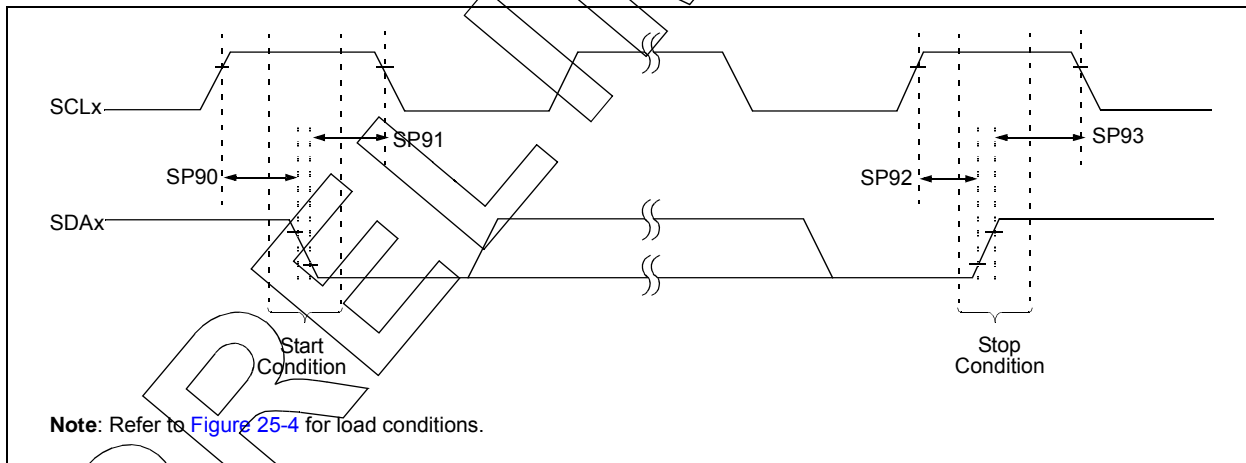 SCLx
SP91
SP93
SP90
SP92
SDAx
Start
Condition
Stop
Condition
Note: Refer to Figure 25-4 for load conditions.